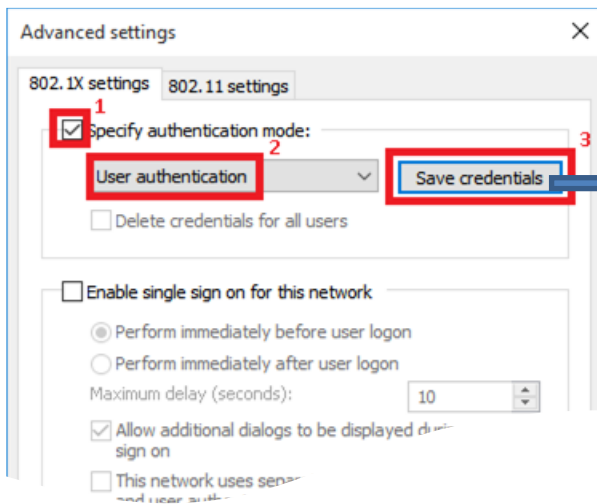 Advanced settings
802.1X settings
802.11 settings
1
Specify authentication mode:
2
3
User authentication
Save credentials
Delete credentials for all users
Enable single sign on for this network
Perform immediately before user logon
Perform immediately after user logon
Maximum delay (seconds):
10
Allow additional dialogs to be displayed
sign on
This network uses
and user